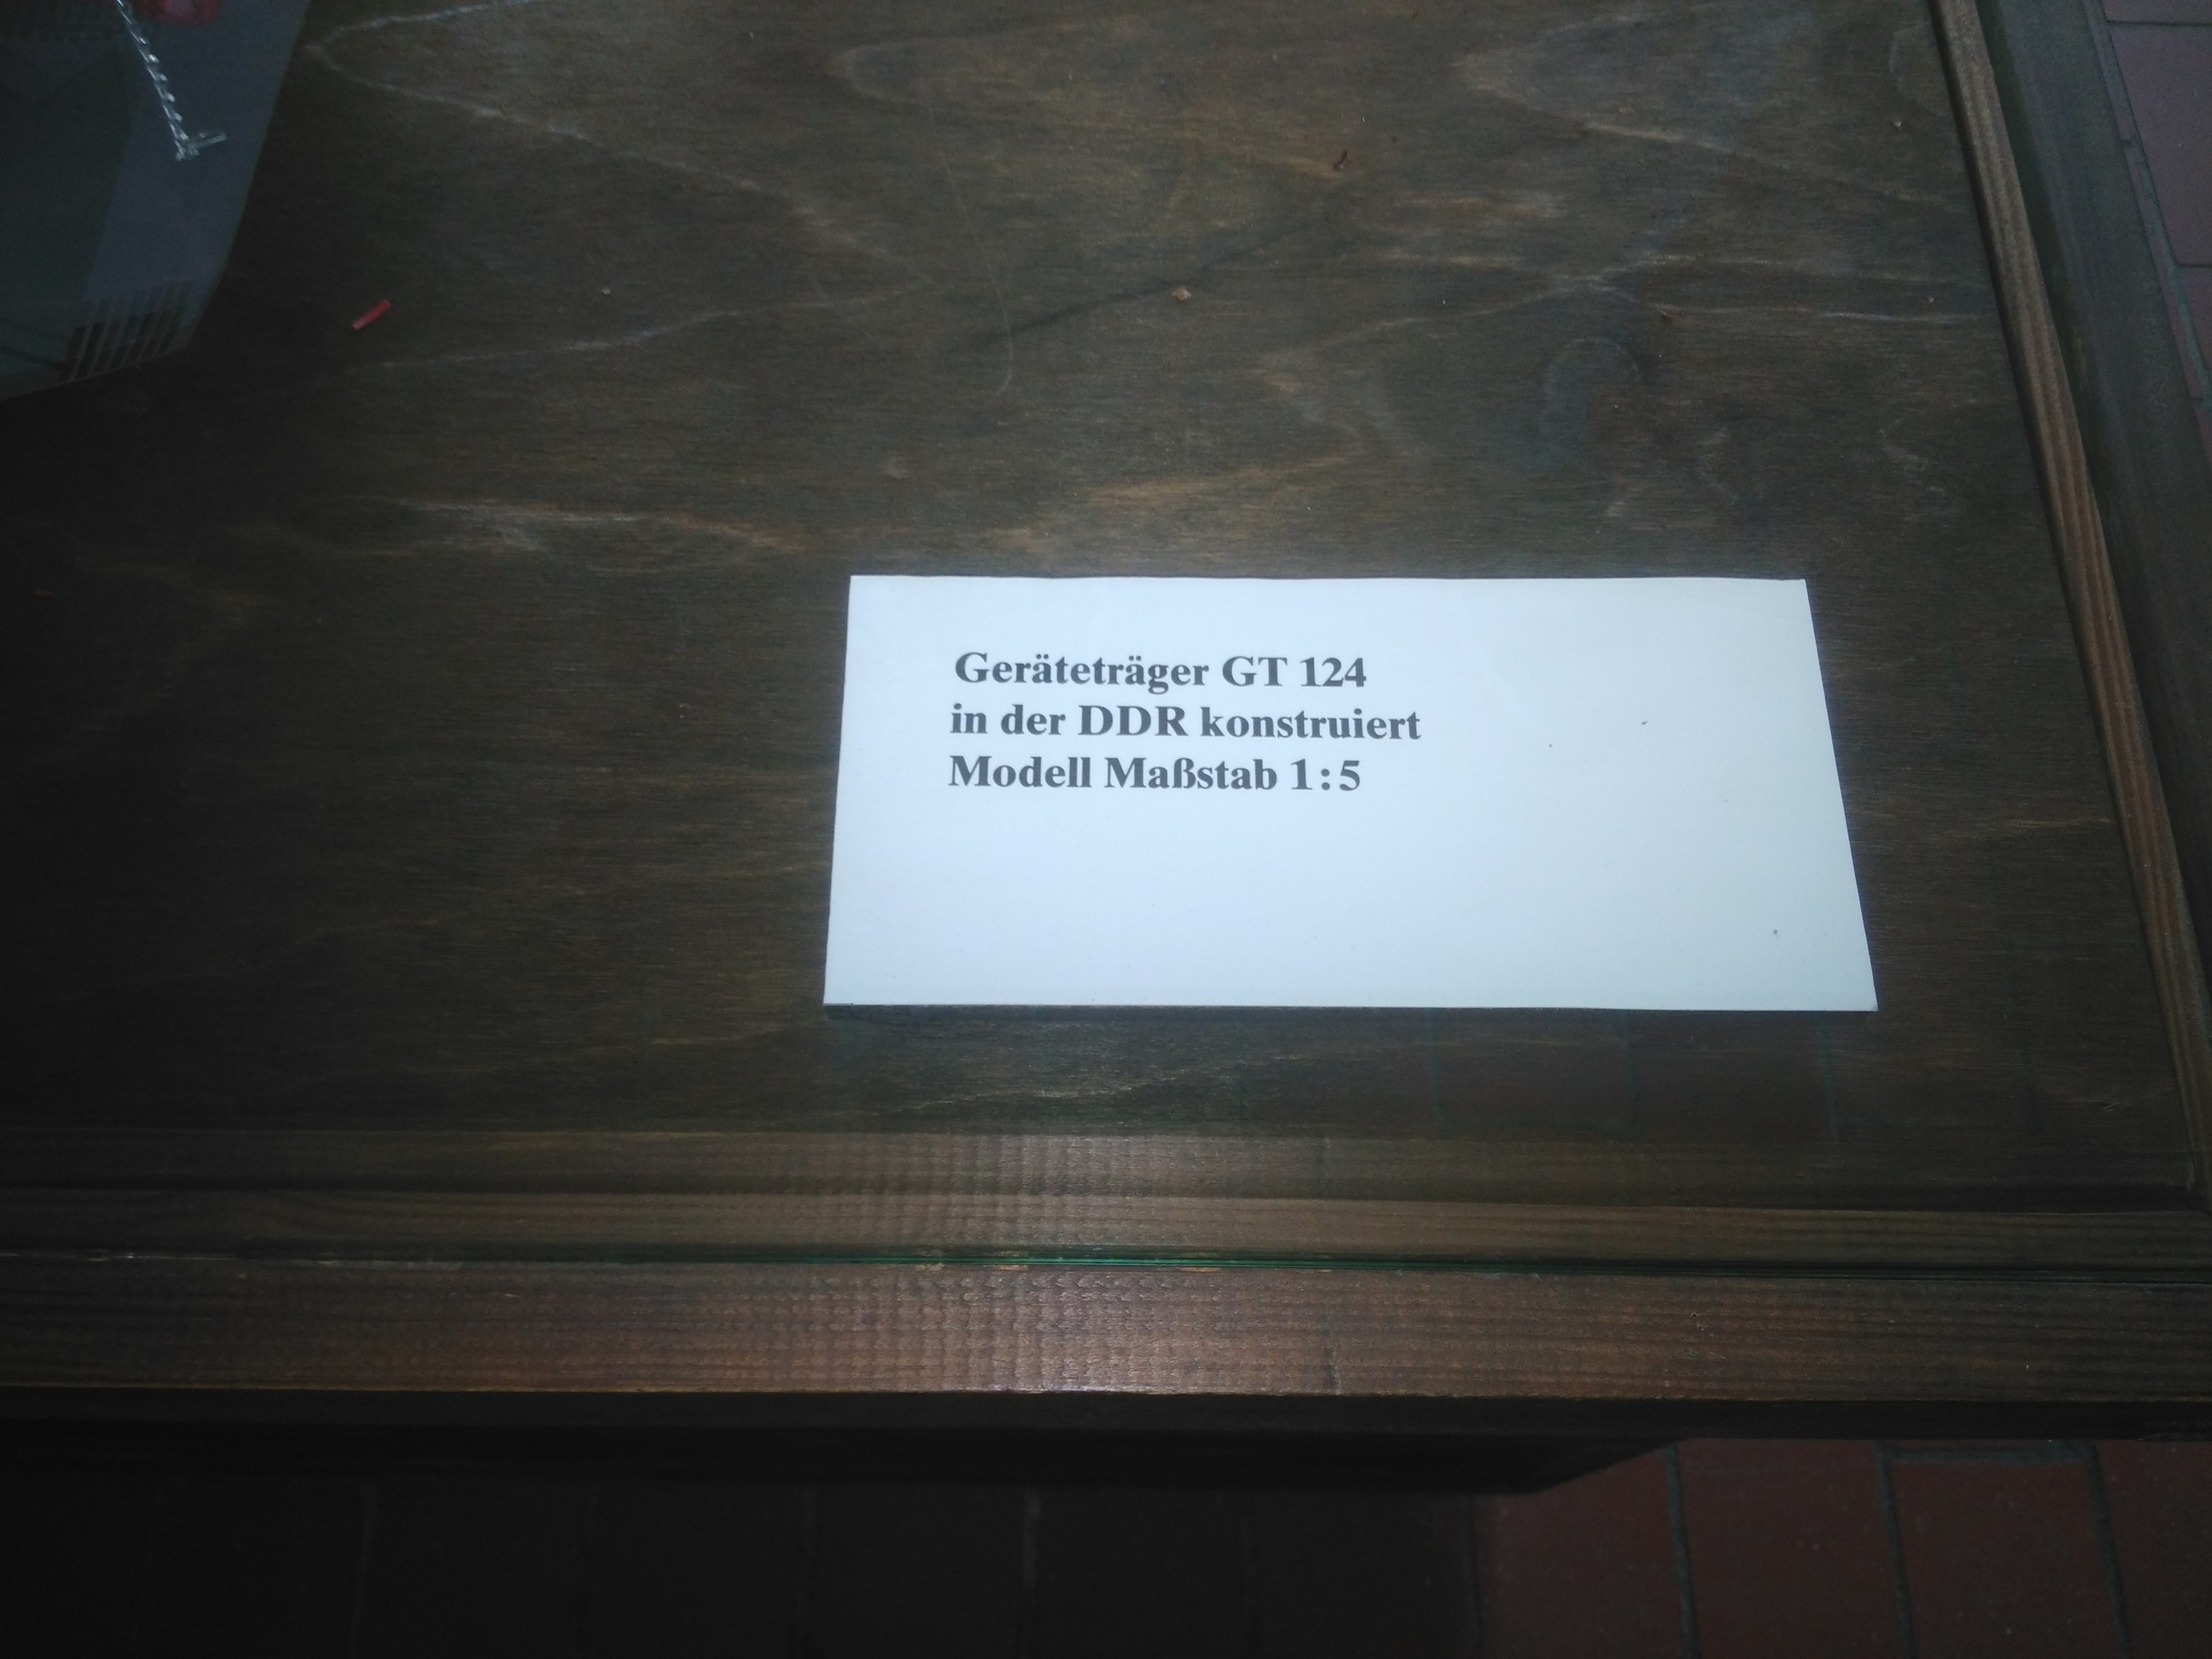 Geräteträger GT 124
in der DDR konstruiert
Modell Maßstab 1:5